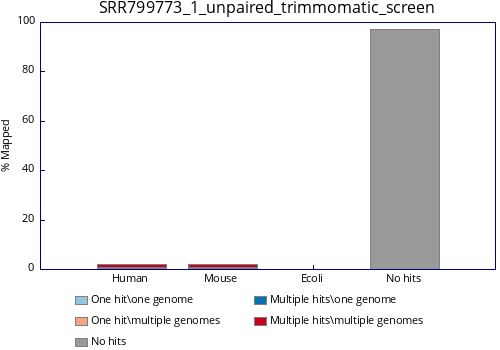 SRR799773_1_unpaired_trimmomatic_screen
100
80
60
40
20
0
% Mapped
Human Mouse Ecoli No hits
One hit\one genome Multiple hits\one genome
One hit\multiple genomes Multiple hits\multiple genomes
No hits